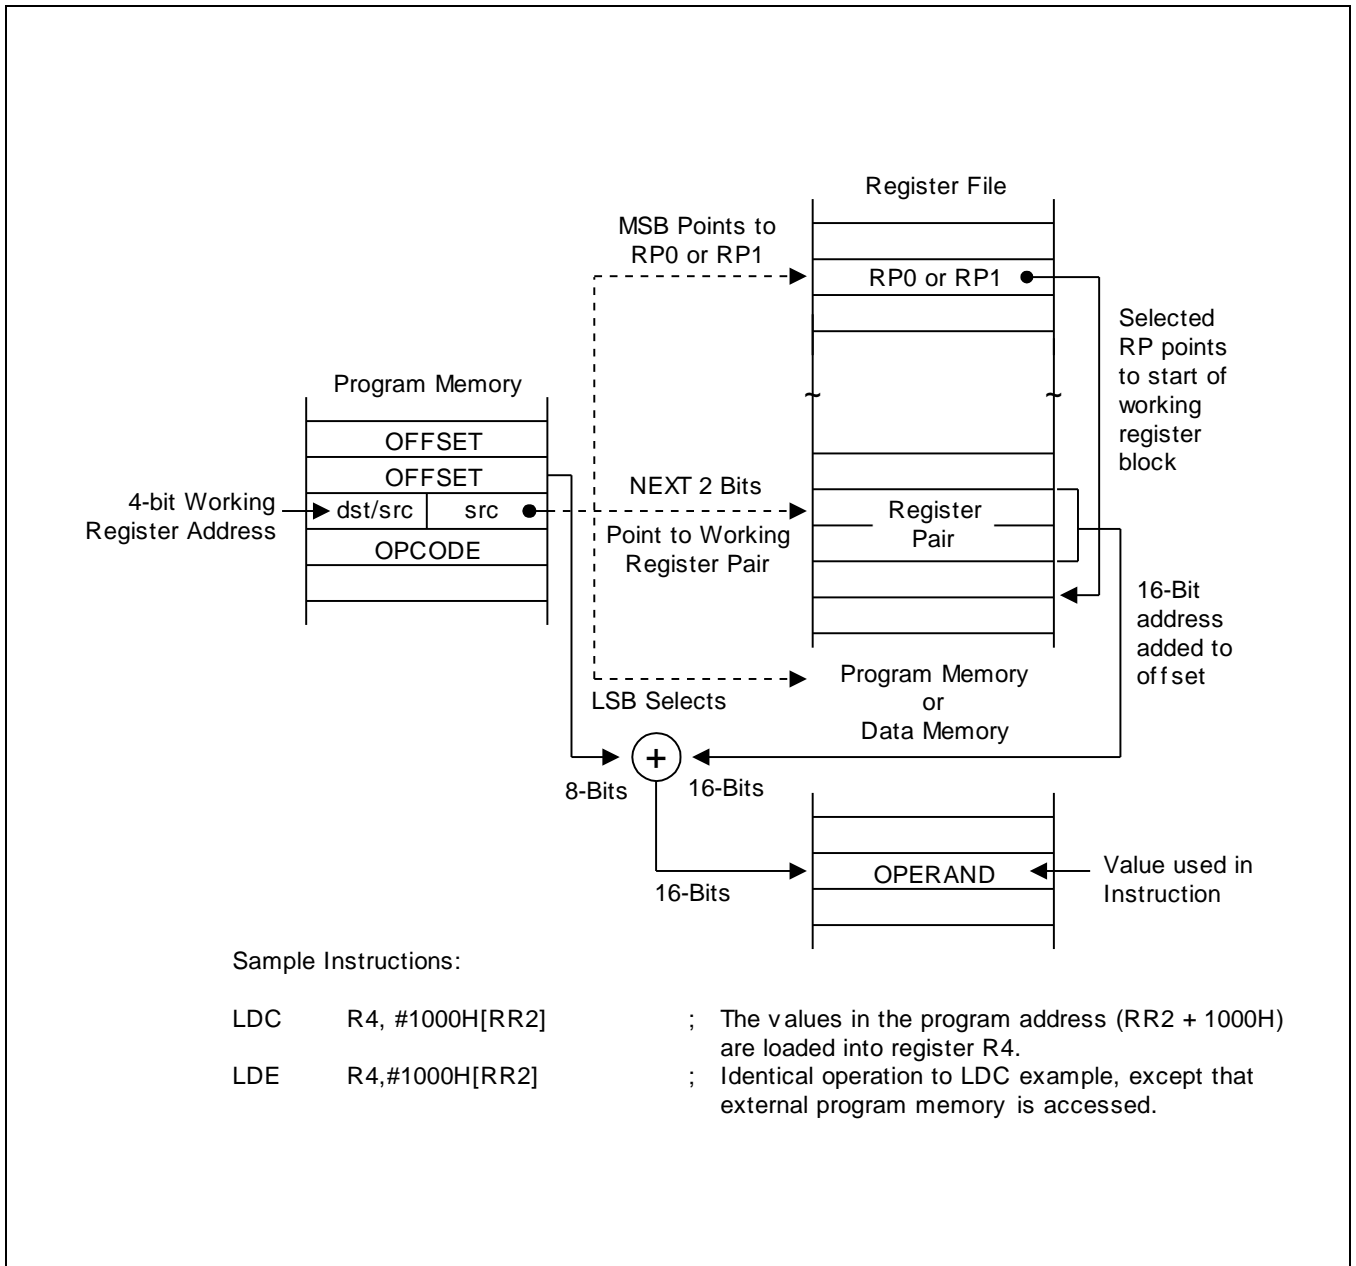 Register File
MSB Points to
RP0 or RP1
RP0 or RP1
Selected
RP points
to start of
working
register
block
Program Memory
OFFSET
OFFSET
4-bit Working
Register Address
dst/src
src
OPCODE
NEXT 2 Bits
Point to Working
Register Pair
Register
Pair
16-Bit
address
added to
offset
LSB Selects
Program Memory
or
Data Memory
+
8-Bits
16-Bits
16-Bits
OPERAND
Value used in
Instruction
Sample Instructions:
LDC R4, #1000H[RR2] ; The values in the program address (RR2 + 1000H)
are loaded into register R4.
LDE R4,#1000H[RR2] ; Identical operation to LDC example, except that
external program memory is accessed.